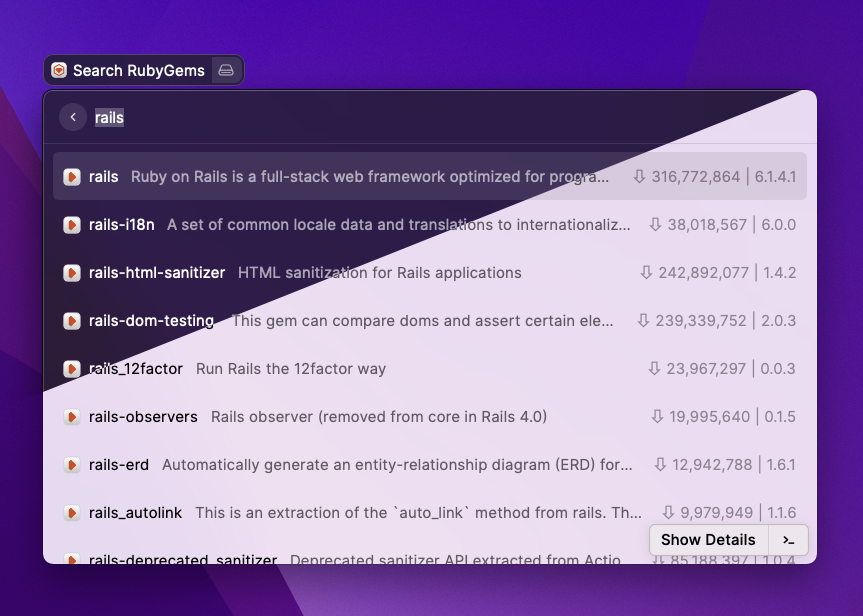 Search RubyGems
rails
rails Ruby on Rails is a full-stack web framework optimized for progra... 316,772,864 | 6.1.4.1
rails-i18n A set of common locale data and translations to internationaliz... 38,018,567 | 6.0.0
rails-html-sanitizer HTML sanitization for Rails applications 242,892,077 | 1.4.2
rails-dom-testing This gem can compare doms and assert certain ele... 239,339,752 | 2.0.3
rails_12factor Run Rails the 12factor way 23,967,297 | 0.0.3
rails-observers Rails observer (removed from core in Rails 4.0) 19,995,640 | 0.1.5
rails-erd Automatically generate an entity-relationship diagram (ERD) for... 12,942,788 | 1.6.1
rails_autolink This is an extraction of the `auto_link` method from rails. Th... 9,979,949 | 1.1.6
rails-deprecated_sanitizer Deprecated sanitizer API extracted from Actio 85,188,397 | 1.0.4
Show Details >_